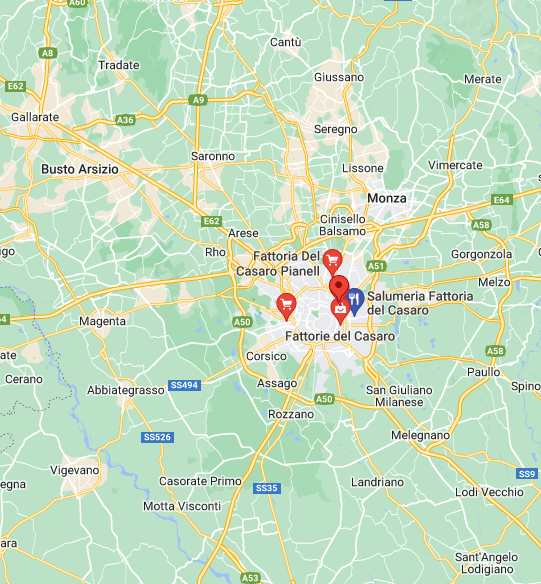 A60
Cantù
A8
Tradate
Giussano
E62
Merate
A9
Gallarate
A36
Seregno
Saronno
Busto Arsizio
Lissone
Vimercate
Monza
E64
E62
Cinisello
Balsamo
A58
Arese
Rho
Fattoria Del
Casaro Pianell
A51
Gorgonzola
Melzo
Salumeria Fattoria
del Casaro
Magenta
A50
Fattorie del Casaro
Corsico
A58
Cerano
Abbiategrasso
SS494
Assago
Paullo
Spino
San Giuliano
Milanese
A50
Rozzano
SS526
Melegnano
Vigevano
SS9
Casorate Primo
SS35
Landriano
Lodi Vecchio
Motta Visconti
Sant'Angelo
Lodigiano
A53